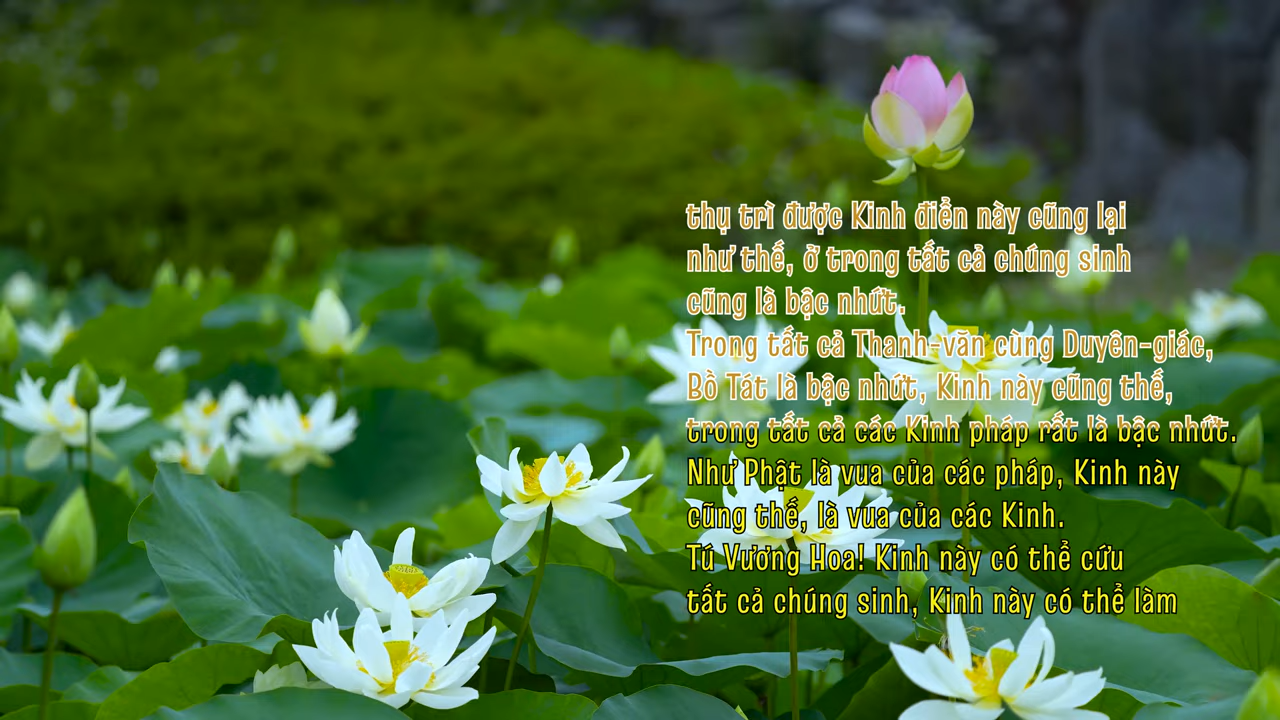 thụ trì được Kinh điển này cũng lại
như thế, ở trong tất cả chúng sinh
cũng là bậc nhứt.
Trong tất cả Thanh-văn cùng Duyên-giác,
Bồ Tát là bậc nhứt, Kinh này cũng thế,
trong tất cả các Kinh pháp rất là bậc nhứt.
Như Phật là vua của các pháp, Kinh này
cũng thế, là vua của các Kinh.
Tú Vương Hoa! Kinh này có thể cứu
tất cả chúng sinh, Kinh này có thể làm